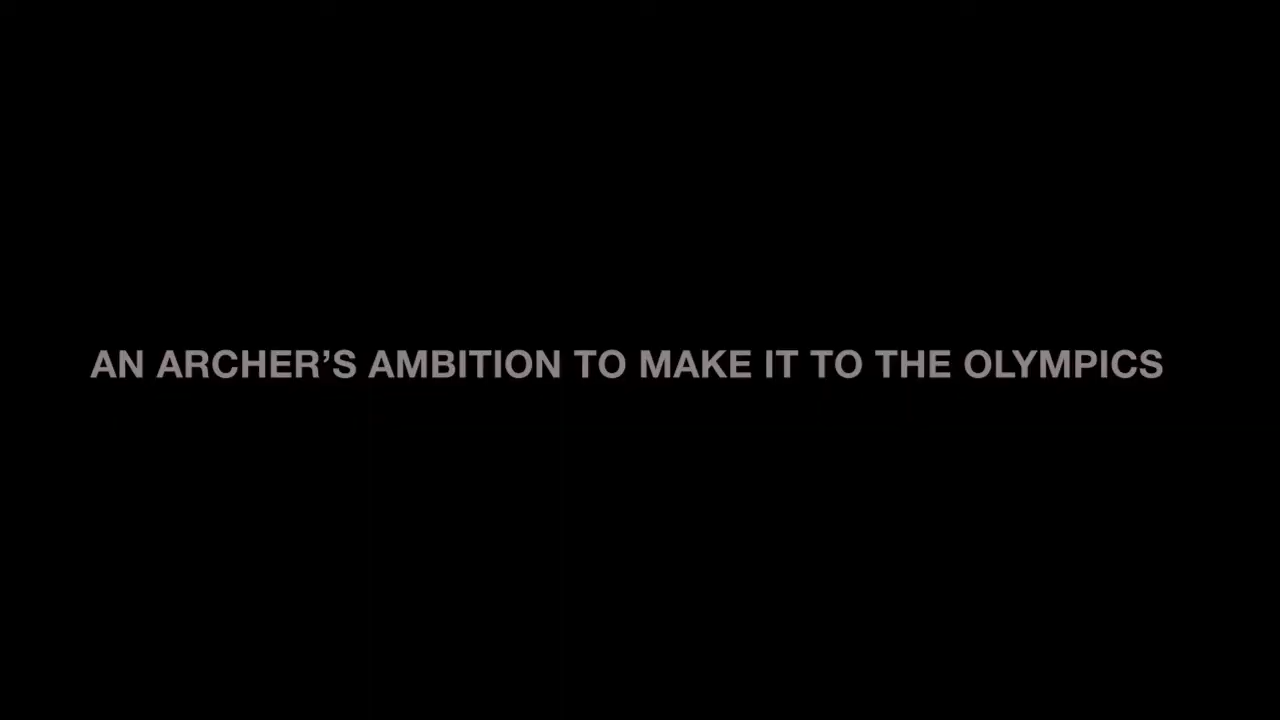 AN ARCHER’S AMBITION TO MAKE IT TO THE OLYMPICS